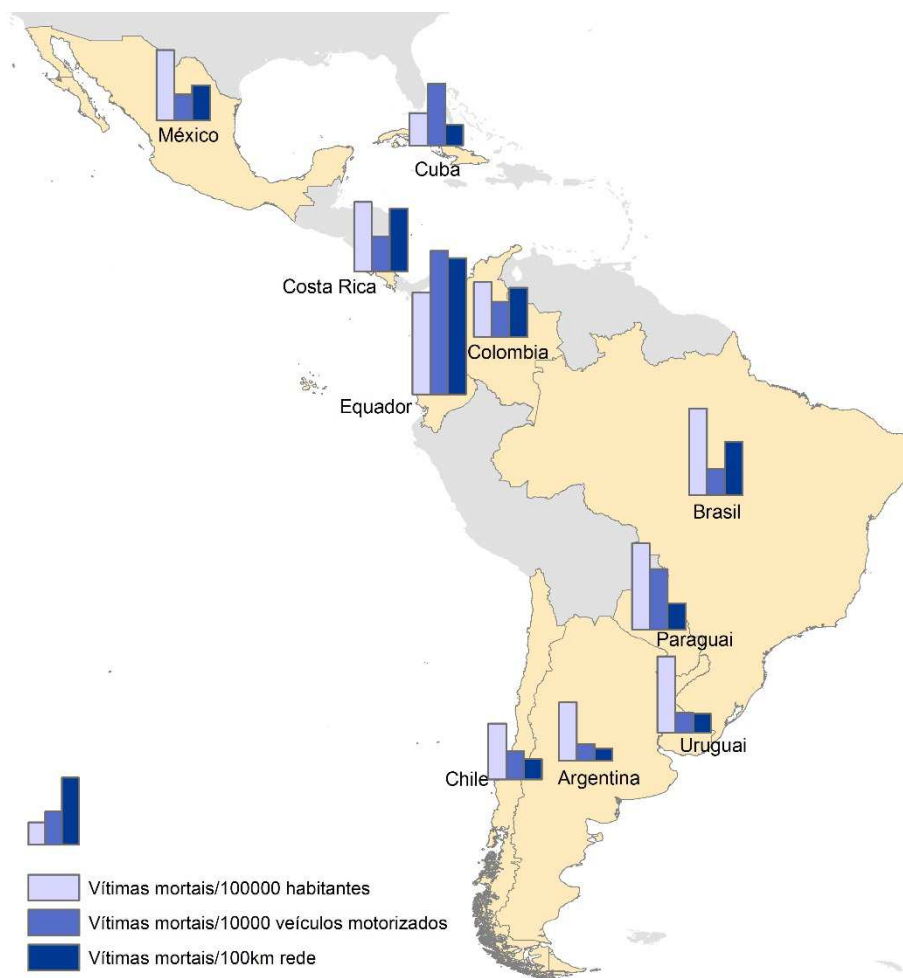 México
Cuba
Costa Rica
Colombia
Equador
Brasil
Paraguai
Uruguai
Chile
Argentina
Vítimas mortais/100000 habitantes
Vítimas mortais/10000 veículos motorizados
Vítimas mortais/100km rede